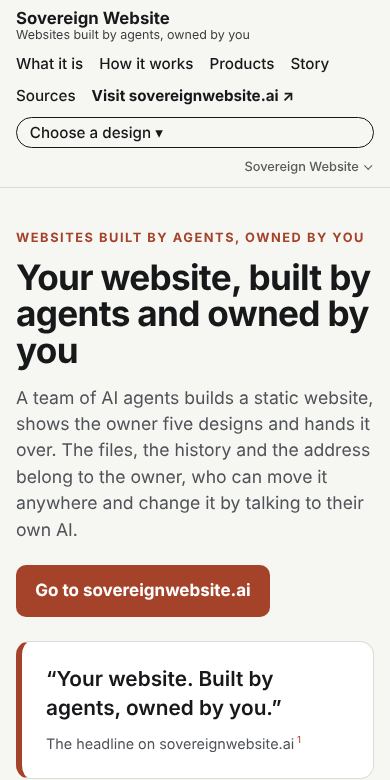 Sovereign Website
Websites built by agents, owned by you
What it is How it works Products Story
Sources Visit sovereignwebsite.ai ↗
Choose a design ▾
Sovereign Website
WEBSITES BUILT BY AGENTS, OWNED BY YOU
Your website, built by
agents and owned by
you
A team of AI agents builds a static website,
shows the owner five designs and hands it
over. The files, the history and the address
belong to the owner, who can move it
anywhere and change it by talking to their
own AI.
Go to sovereignwebsite.ai
“Your website. Built by
agents, owned by you.”
The headline on sovereignwebsite.ai 1